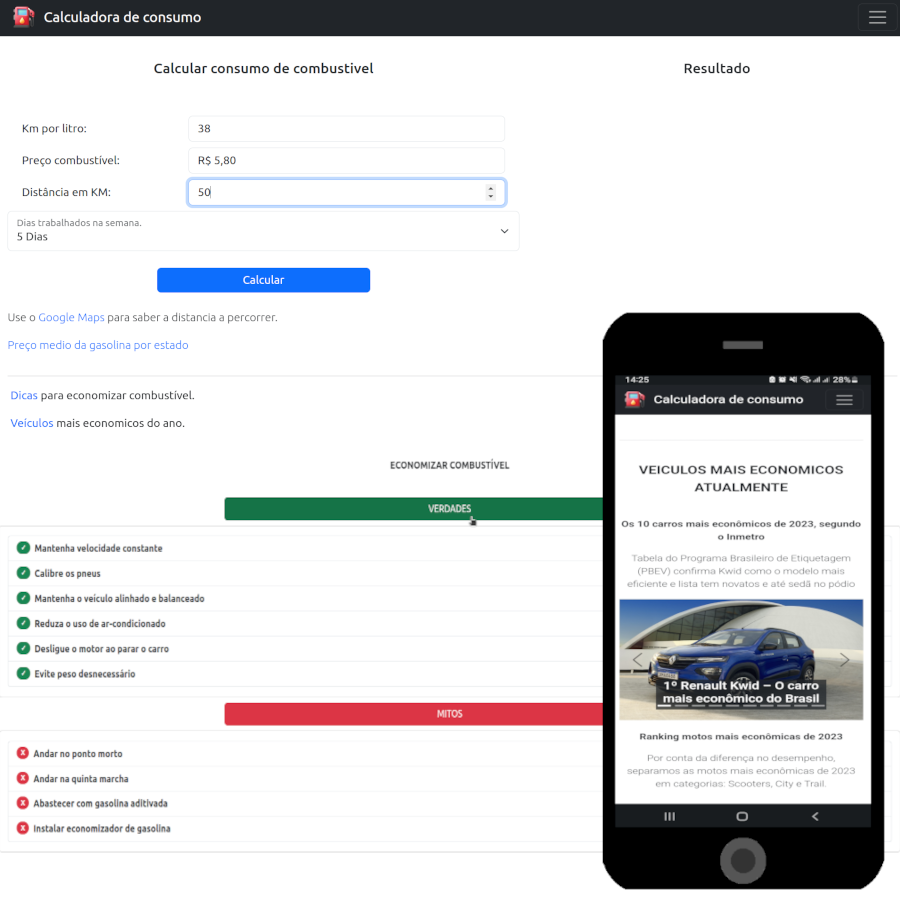 Calculadora de consumo
Calcular consumo de combustivel
Resultado
Km por litro:
38
Preço combustível:
R$ 5,80
Distância em KM:
50
Dias trabalhados na semana.
5 Dias
Calcular
Use o Google Maps para saber a distancia a percorrer.
Preço medio da gasolina por estado
Dicas para economizar combustivel.
Veículos mais economicos do ano.
ECONOMIZAR COMBUSTÍVEL
VERDADES
Mantenha velocidade constante
Calibre os pneus
Mantenha o veículo alinhado e balanceado
Reduza o uso de ar-condicionado
Desligue o motor ao parar o carro
Evite peso desnecessário
MITOS
Andar no ponto morto
Andar na quinta marcha
Abastecer com gasolina aditivada
Instalar economizador de gasolina
14:25
28%
Calculadora de consumo
VEICULOS MAIS ECONOMICOS
ATUALMENTE
Os 10 carros mais econômicos de 2023, segundo
o Inmetro
Tabela do Programa Brasileiro de Etiquetagem
(PBEV) confirma Kwid como o modelo mais
eficiente e lista tem novatos e até sedã no pódio
1º Renault Kwid – O carro
mais econômico do Brasil
Ranking motos mais econômicas de 2023
Por conta da diferença no desempenho,
separamos as motos mais econômicas de 2023
em categorias: Scooters, City e Trail.